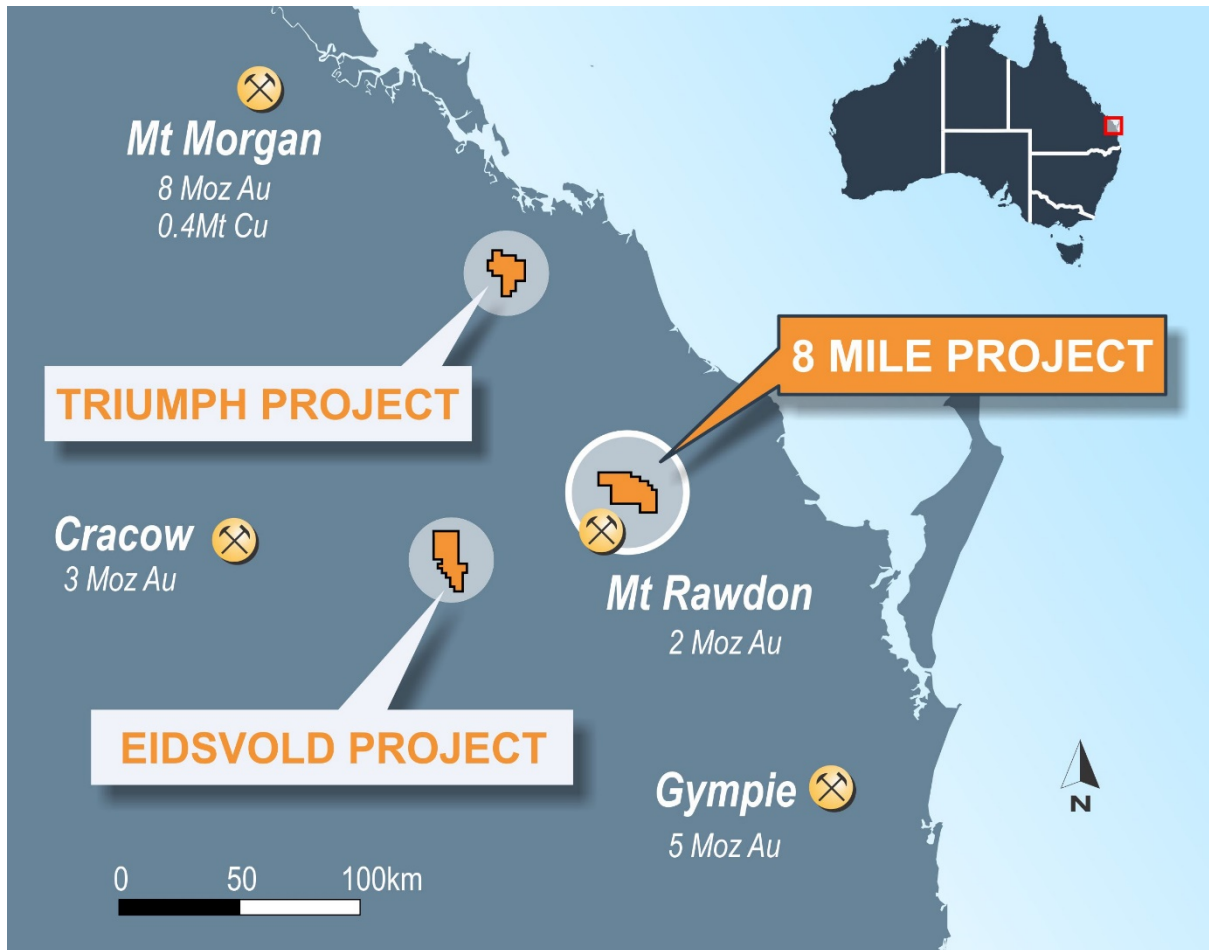 Mt Morgan
8 Moz Au
0.4Mt Cu
TRIUMPH PROJECT
8 MILE PROJECT
Cracow
3 Moz Au
Mt Rawdon
2 Moz Au
EIDSVOLD PROJECT
Gympie
5 Moz Au
N
0 50 100km